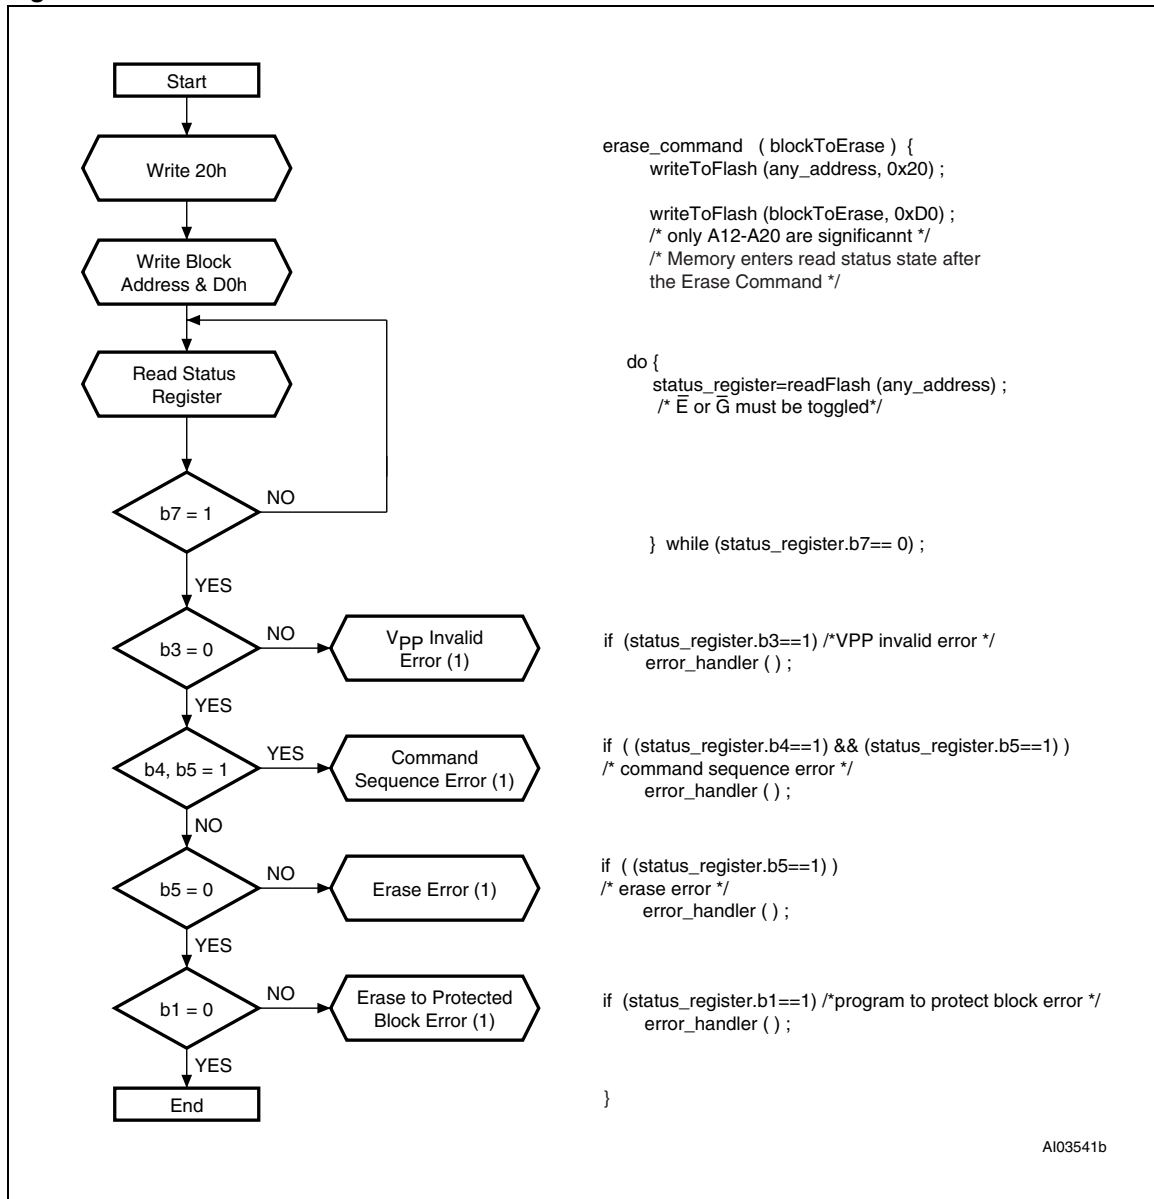 Start
Write 20h
Write Block
Address & D0h
Read Status
Register
b7 = 1
NO
YES
b3 = 0
NO
VPP Invalid
Error (1)
YES
b4, b5 = 1
YES
Command
Sequence Error (1)
NO
b5 = 0
NO
Erase Error (1)
YES
b1 = 0
NO
Erase to Protected
Block Error (1)
YES
End
erase_command ( blockToErase ) {
writeToFlash (any_address, 0x20) ;
writeToFlash (blockToErase, 0xD0) ;
/* only A12-A20 are significannt */
/* Memory enters read status state after
the Erase Command */
do {
status_register=readFlash (any_address) ;
/* E̅ or G̅ must be toggled*/
} while (status_register.b7== 0) ;
if (status_register.b3==1) /*VPP invalid error */
error_handler ( ) ;
if ( (status_register.b4==1) && (status_register.b5==1) )
/* command sequence error */
error_handler ( ) ;
if ( (status_register.b5==1) )
/* erase error */
error_handler ( ) ;
if (status_register.b1==1) /*program to protect block error */
error_handler ( ) ;
}
AI03541b